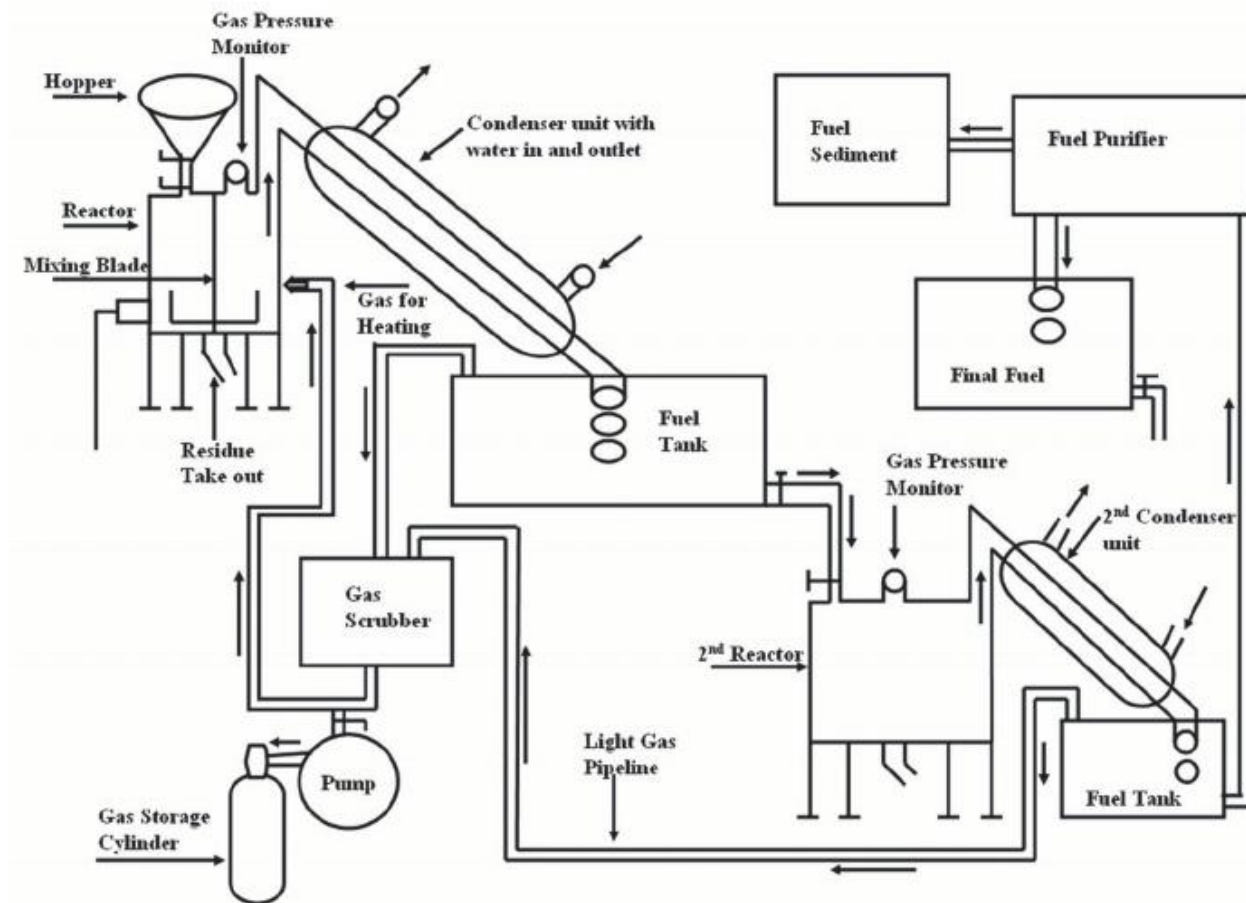 Gas Pressure
Monitor
Hopper
Condenser unit with
water in and outlet
Fuel
Sediment
Fuel Purifier
Reactor
Mixing Blade
Gas for
Heating
Final Fuel
Fuel
Tank
Residue
Take out
Gas Pressure
Monitor
2nd Condenser
unit
Gas
Scrubber
2nd Reactor
Light Gas
Pipeline
Pump
Fuel Tank
Gas Storage
Cylinder